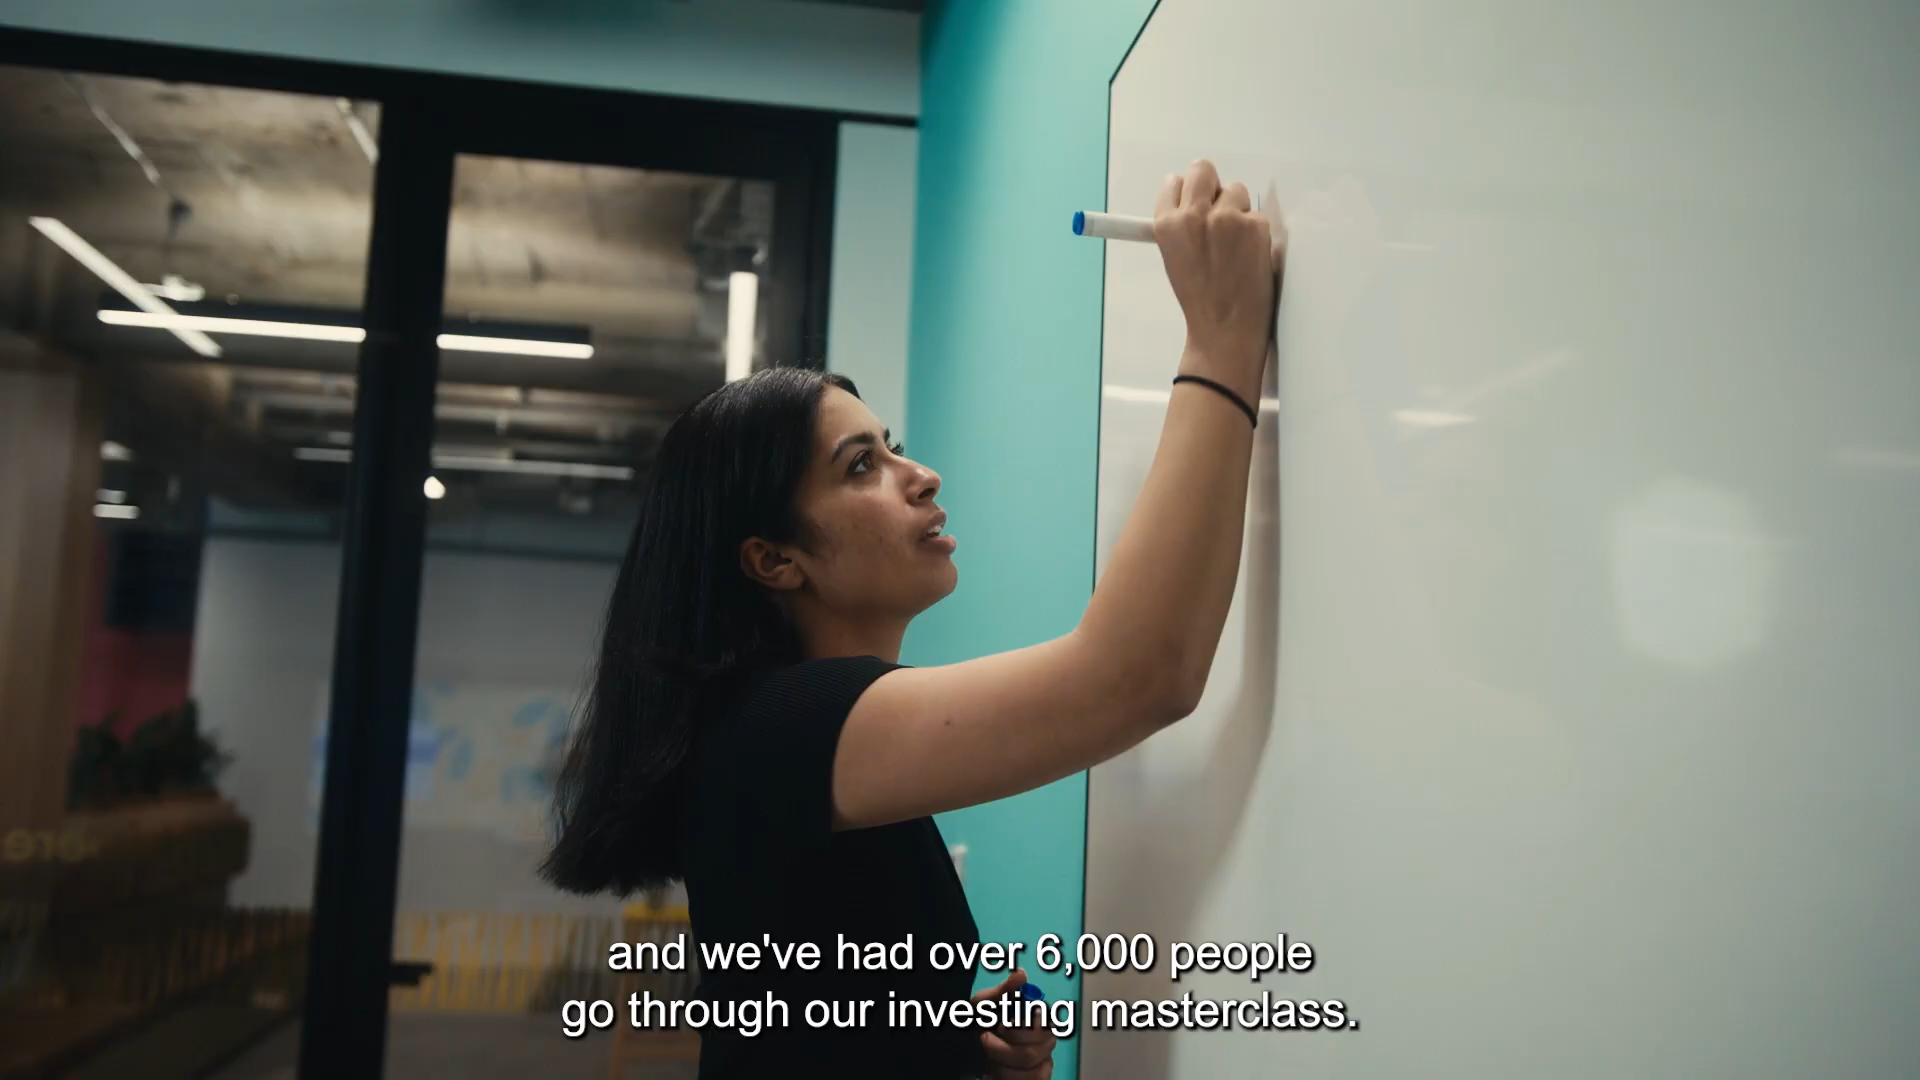 and we've had over 6,000 people
go through our investing masterclass.